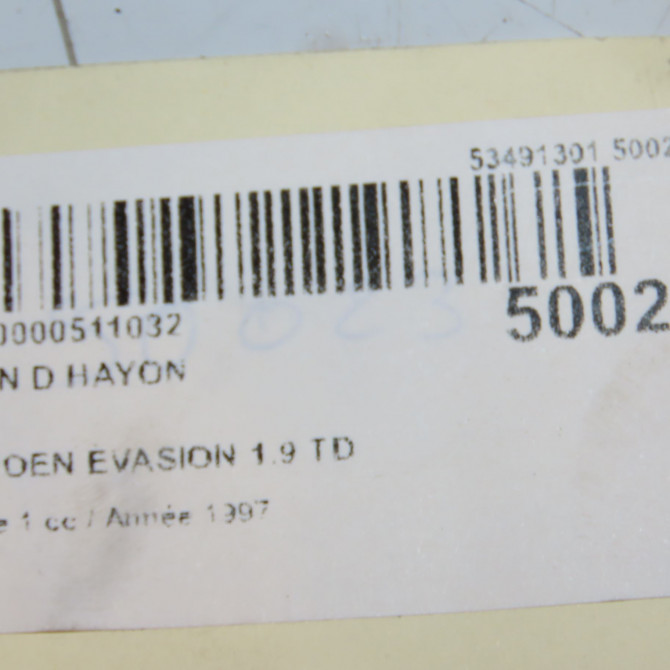 53491301 5002
0000511032
5002
N D HAYON
OEN EVASION 1.9 TD
e 1 cc / Année 1997